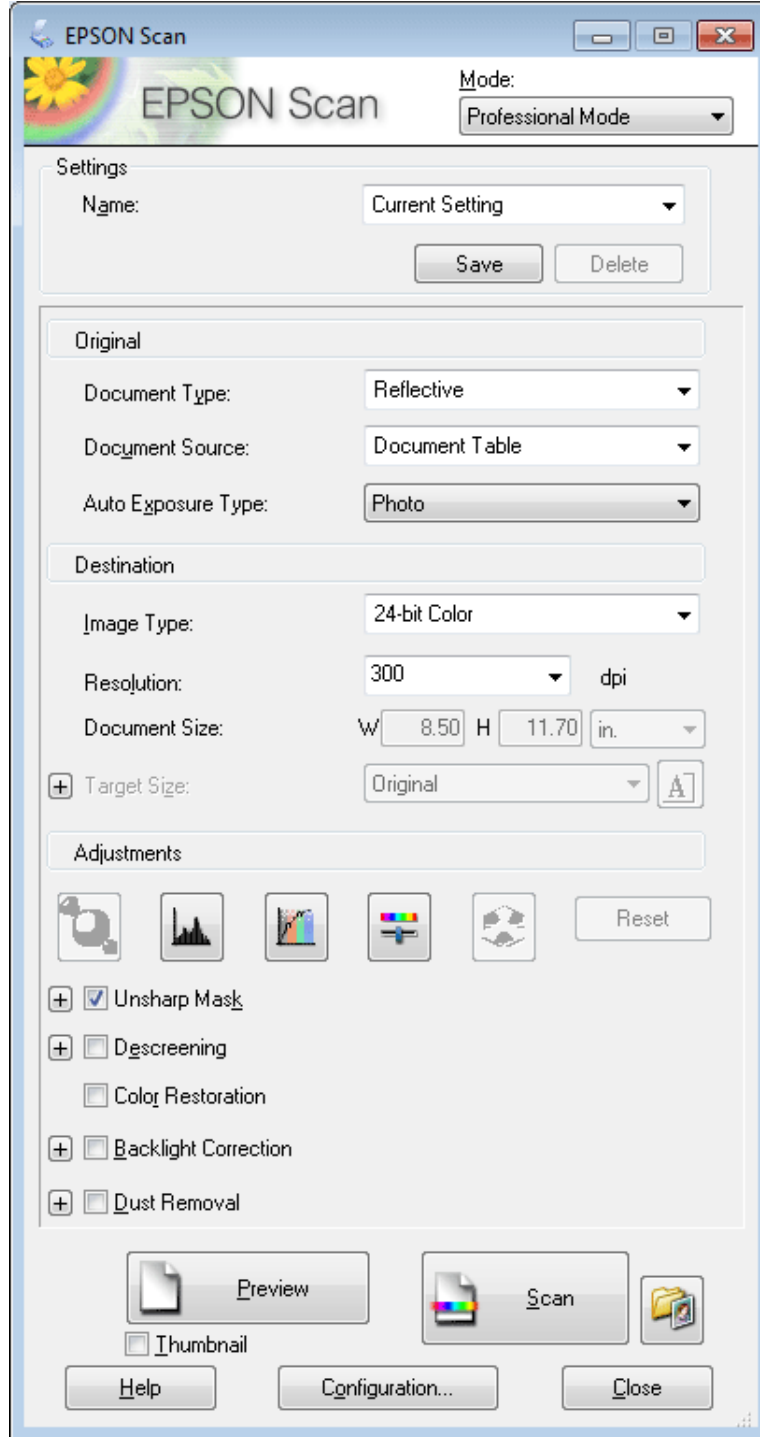 EPSON Scan
EPSON Scan
Mode:
Professional Mode
Settings
Name:
Current Setting
Save
Delete
Original
Document Type:
Reflective
Document Source:
Document Table
Auto Exposure Type:
Photo
Destination
Image Type:
24-bit Color
Resolution:
300
dpi
Document Size:
W 8.50 H 11.70 in.
Target Size:
Original
A
Adjustments
Reset
Unsharp Mask
Descreening
Color Restoration
Backlight Correction
Dust Removal
Preview
Scan
Thumbnail
Help
Configuration...
Close